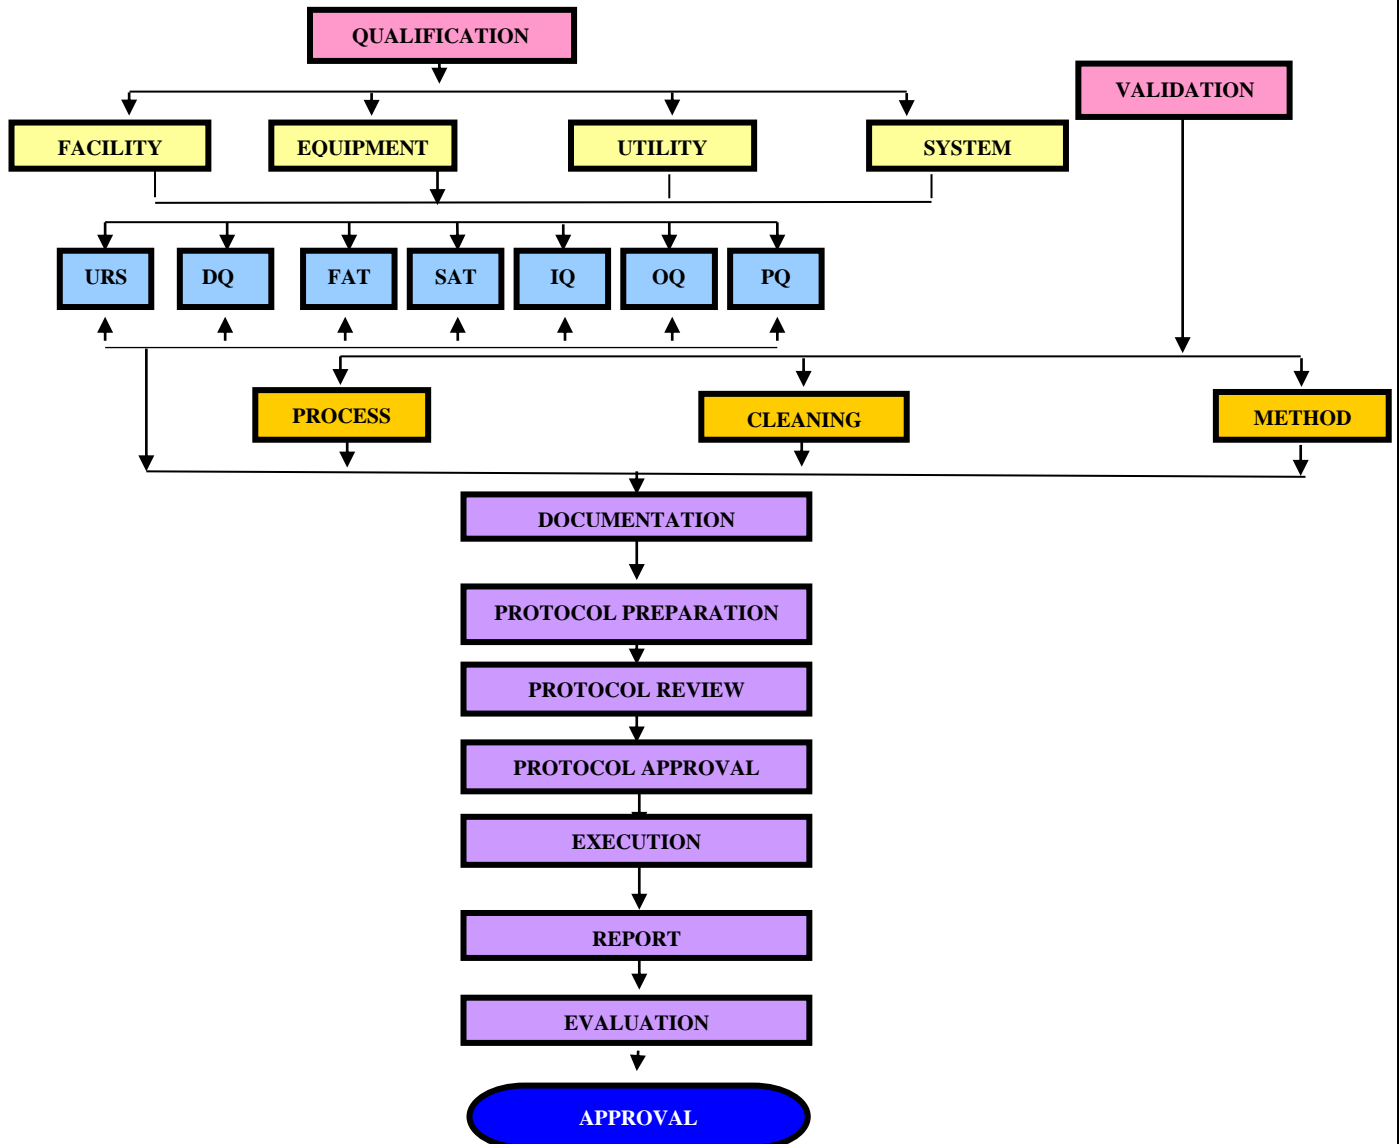 QUALIFICATION
VALIDATION
FACILITY
EQUIPMENT
UTILITY
SYSTEM
URS
DQ
FAT
SAT
IQ
OQ
PQ
PROCESS
CLEANING
METHOD
DOCUMENTATION
PROTOCOL PREPARATION
PROTOCOL REVIEW
PROTOCOL APPROVAL
EXECUTION
REPORT
EVALUATION
APPROVAL